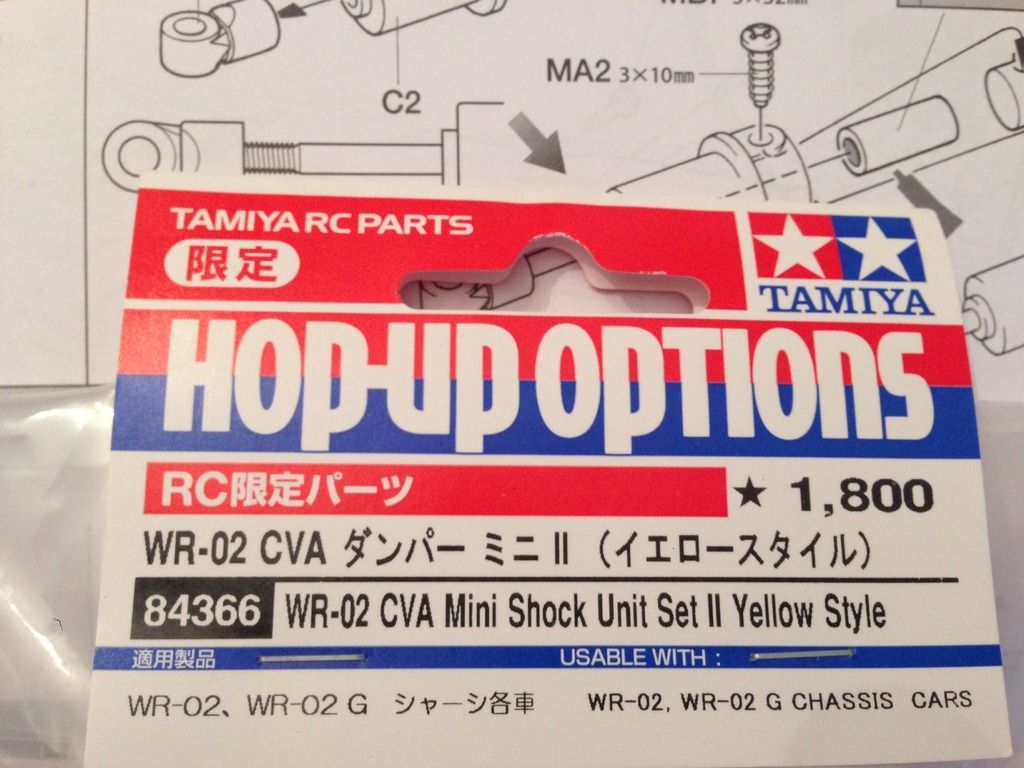 MA2 3×10mm
C2
TAMIYA RC PARTS
限定
TAMIYA
HOP-UP OPTIONS
RC限定パーツ
★ 1,800
WR-02 CVA ダンパー ミニ II (イエロースタイル)
84366 WR-02 CVA Mini Shock Unit Set II Yellow Style
適用製品 USABLE WITH :
WR-02、WR-02 G シャーシ各車 WR-02, WR-02 G CHASSIS CARS